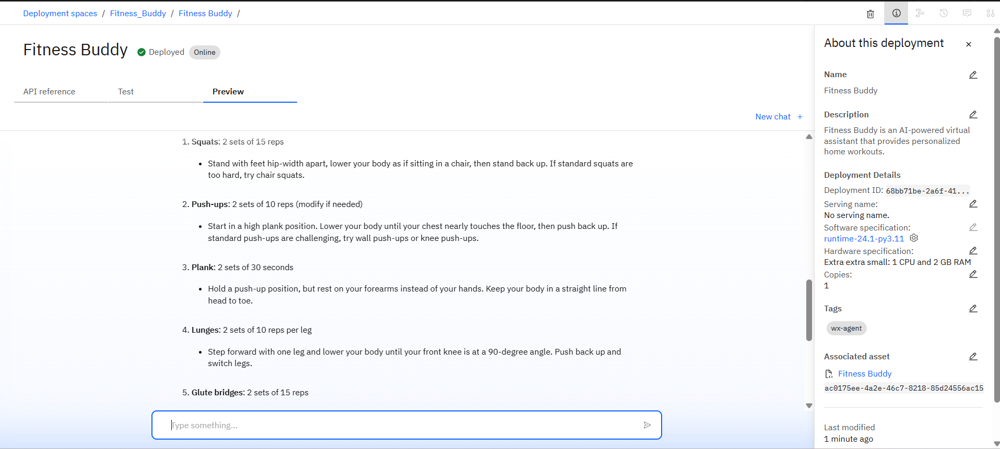 Deployment spaces / Fitness_Buddy / Fitness Buddy /
Fitness Buddy Deployed Online
API reference Test Preview
New chat +
1. Squats: 2 sets of 15 reps
• Stand with feet hip-width apart, lower your body as if sitting in a chair, then stand back up. If standard squats are
too hard, try chair squats.
2. Push-ups: 2 sets of 10 reps (modify if needed)
• Start in a high plank position. Lower your body until your chest nearly touches the floor, then push back up. If
standard push-ups are challenging, try wall push-ups or knee push-ups.
3. Plank: 2 sets of 30 seconds
• Hold a push-up position, but rest on your forearms instead of your hands. Keep your body in a straight line from
head to toe.
4. Lunges: 2 sets of 10 reps per leg
• Step forward with one leg and lower your body until your front knee is at a 90-degree angle. Push back up and
switch legs.
5. Glute bridges: 2 sets of 15 reps
Type something...
About this deployment
Name
Fitness Buddy
Description
Fitness Buddy is an AI-powered virtual
assistant that provides personalized
home workouts.
Deployment Details
Deployment ID: 68bb71be-2a6f-41...
Serving name:
No serving name.
Software specification:
runtime-24.1-py3.11
Hardware specification:
Extra extra small: 1 CPU and 2 GB RAM
Copies:
1
Tags
wx-agent
Associated asset
Fitness Buddy
ac0175ee-4a2e-46c7-8218-85d24556ac15
Last modified
1 minute ago